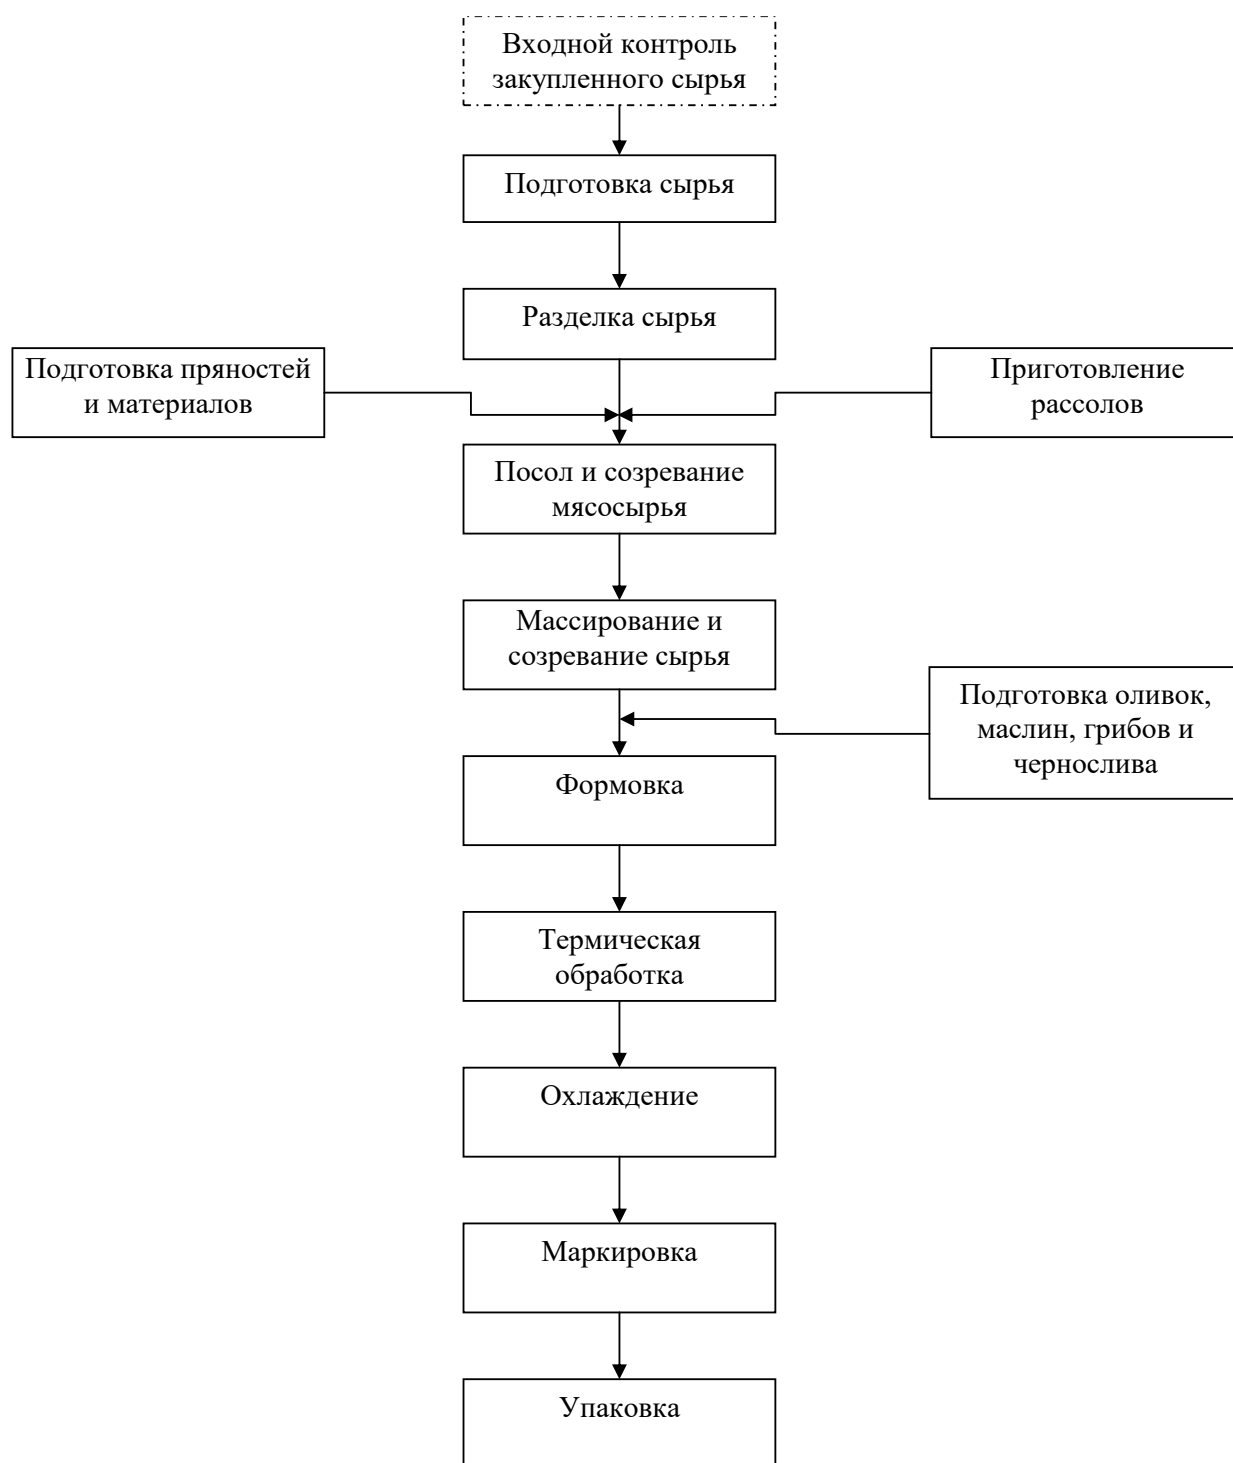 Входной контроль
закупленного сырья
Подготовка сырья
Разделка сырья
Подготовка пряностей
и материалов
Приготовление
рассолов
Посол и созревание
мясосырья
Массирование и
созревание сырья
Подготовка оливок,
маслин, грибов и
чернослива
Формовка
Термическая
обработка
Охлаждение
Маркировка
Упаковка